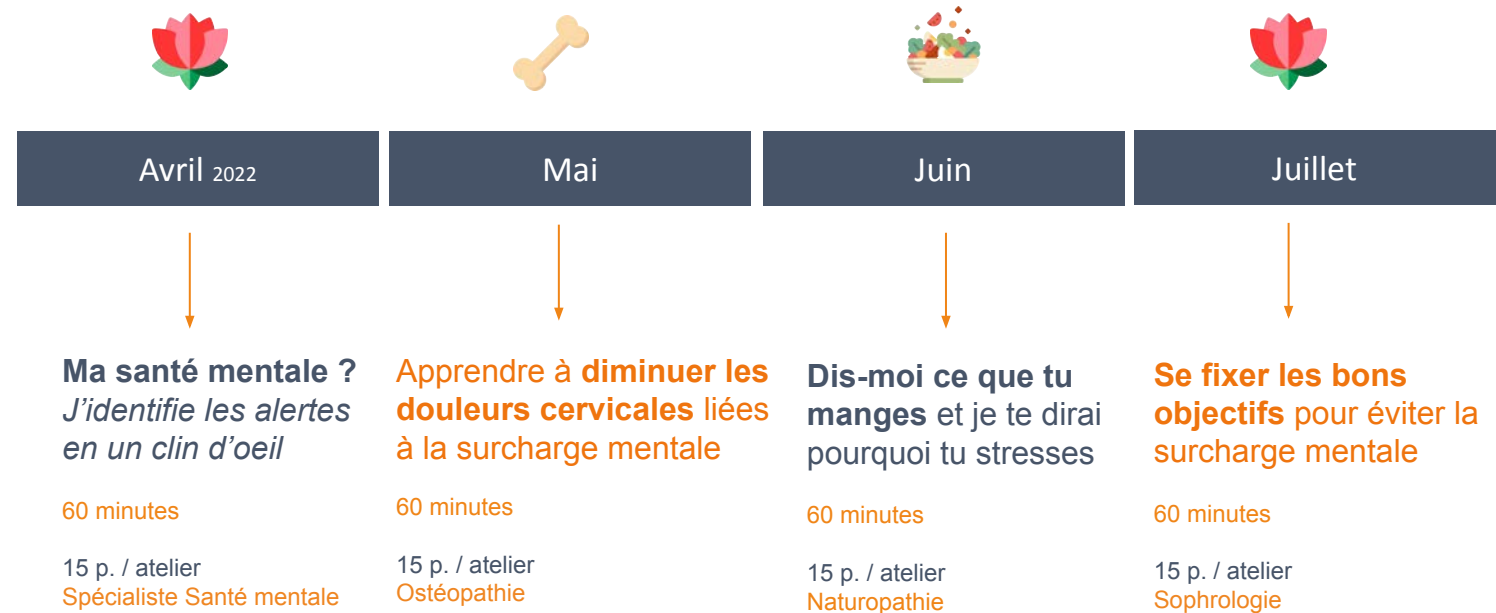 Avril 2022
Mai
Juin
Juillet
Ma santé mentale ?
J'identifie les alertes
en un clin d'oeil
60 minutes
15 p. / atelier
Spécialiste Santé mentale
Apprendre à diminuer les
douleurs cervicales liées
à la surcharge mentale
60 minutes
15 p. / atelier
Ostéopathie
Dis-moi ce que tu
manges et je te dirai
pourquoi tu stresses
60 minutes
15 p. / atelier
Naturopathie
Se fixer les bons
objectifs pour éviter la
surcharge mentale
60 minutes
15 p. / atelier
Sophrologie